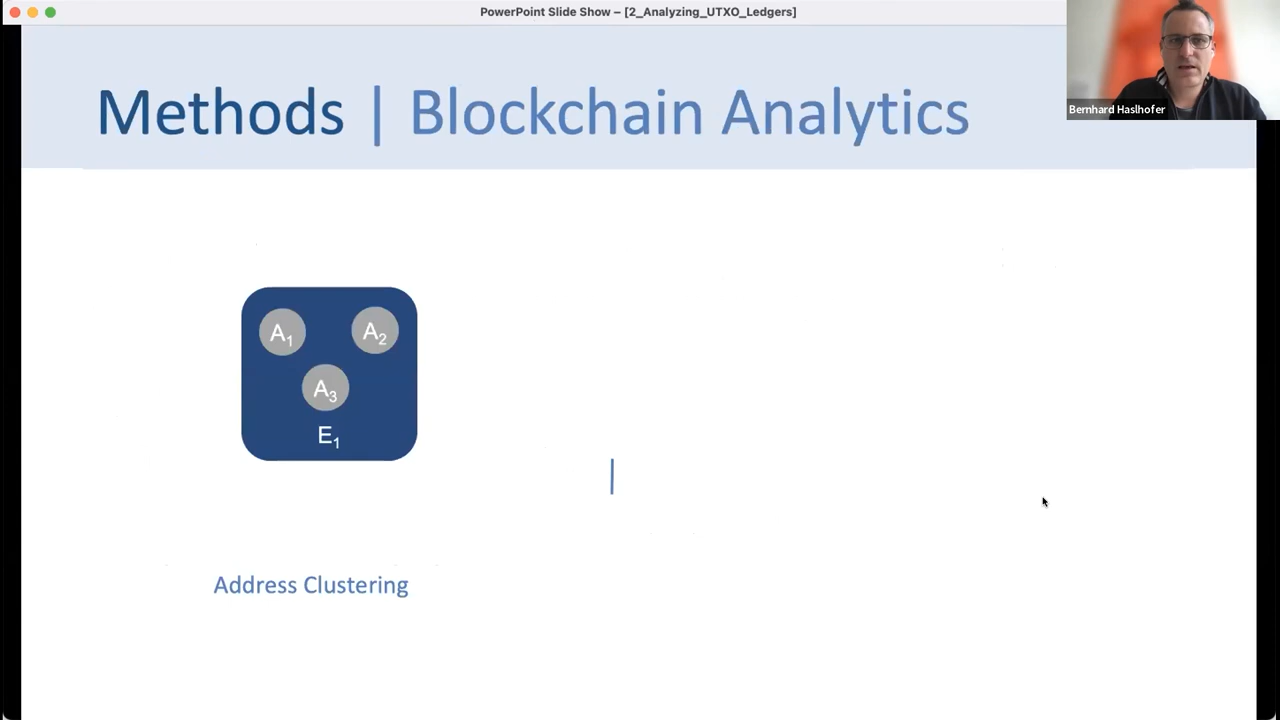 PowerPoint Slide Show – [2_Analyzing_UTXO_Ledgers]
Bernhard Haslhofer
Methods | Blockchain Analytics
A1 A2
A3
E1
Address Clustering